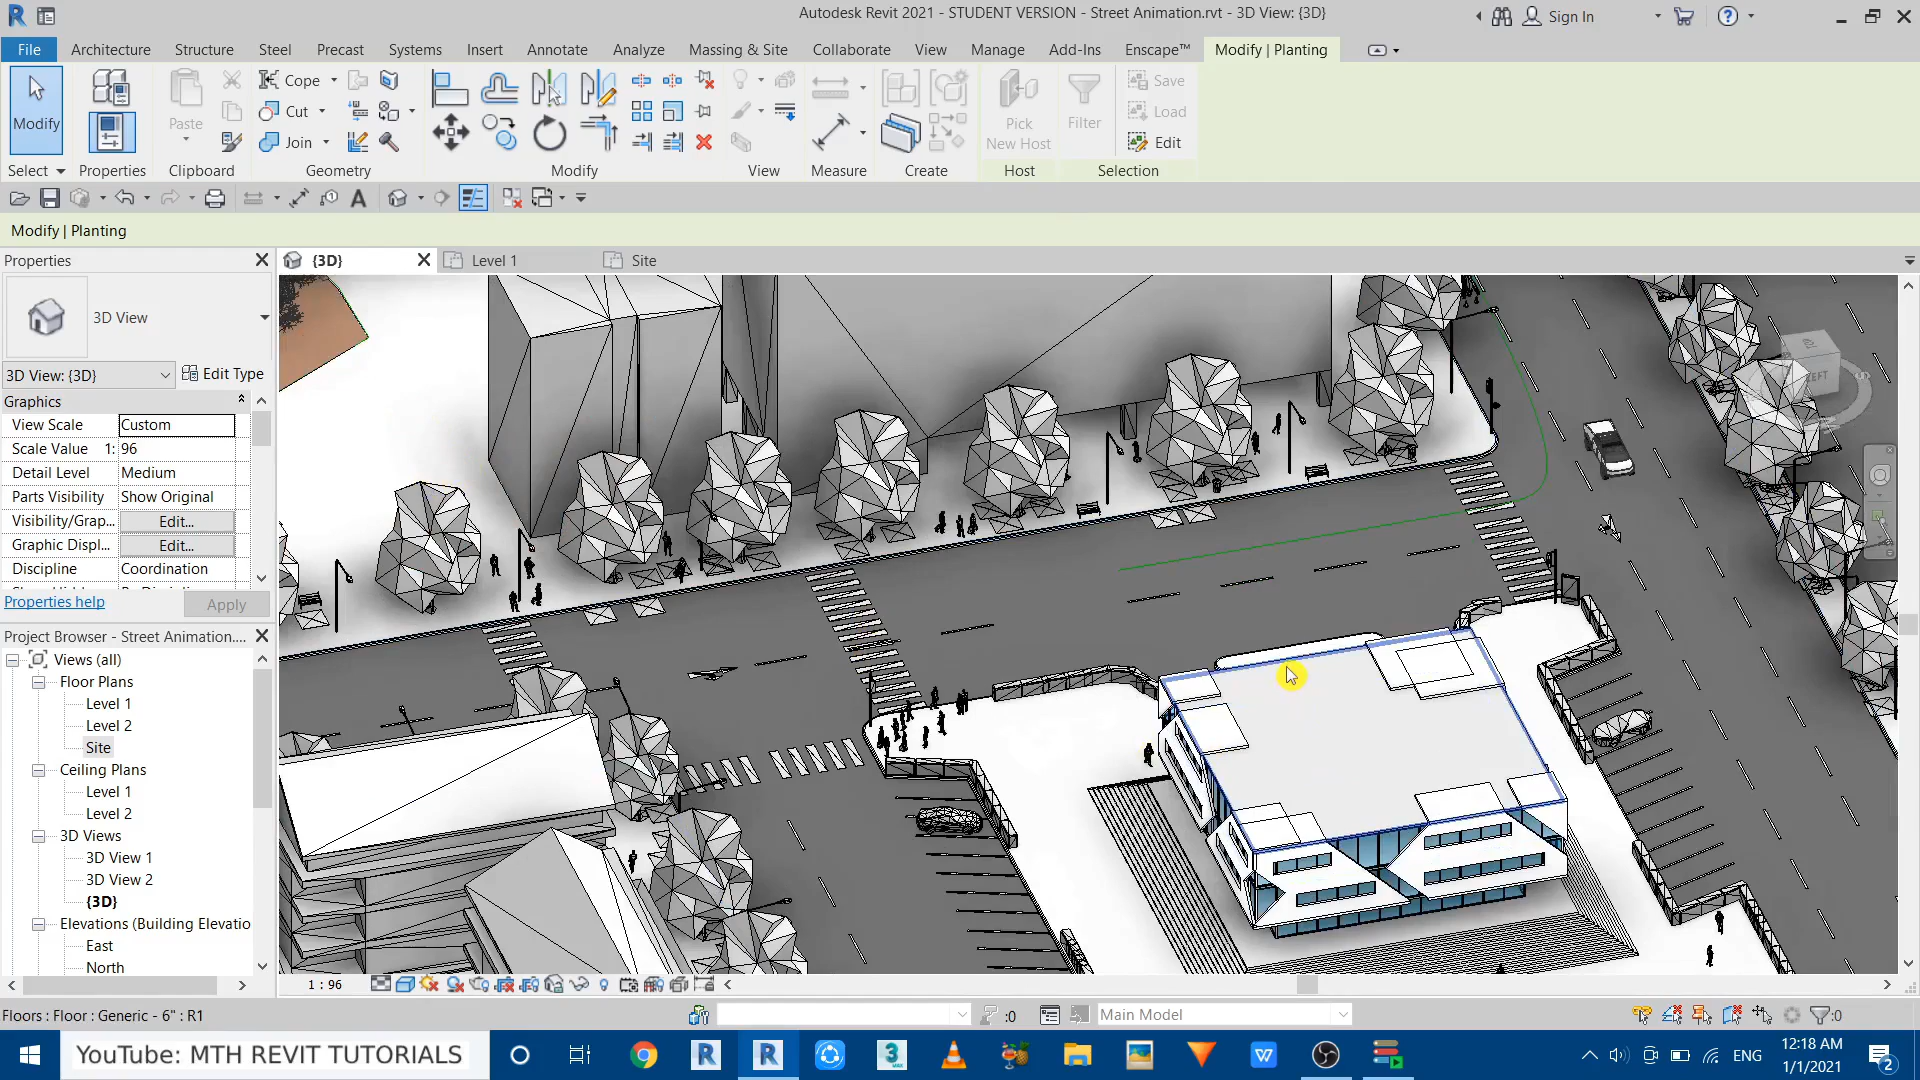 Autodesk Revit 2021 - STUDENT VERSION - Street Animation.rvt - 3D View: {3D}
Sign In
File Architecture Structure Steel Precast Systems Insert Annotate Analyze Massing & Site Collaborate View Manage Add-Ins Enscape™ Modify | Planting
Modify
Paste
Cope
Cut
Join
Pick
New Host
Filter
Save
Load
Edit
Select Properties Clipboard Geometry Modify View Measure Create Host Selection
Modify | Planting
Properties
{3D}
Level 1
Site
3D View
3D View: {3D}
Edit Type
Graphics
View Scale Custom
Scale Value 1: 96
Detail Level Medium
Parts Visibility Show Original
Visibility/Grap... Edit...
Graphic Displ... Edit...
Discipline Coordination
Properties help
Apply
Project Browser - Street Animation....
Views (all)
Floor Plans
Level 1
Level 2
Site
Ceiling Plans
Level 1
Level 2
3D Views
3D View 1
3D View 2
{3D}
Elevations (Building Elevatio
East
North
1 : 96
Floors : Floor : Generic - 6" : R1
:0
Main Model
:0
YouTube: MTH REVIT TUTORIALS
ENG
12:18 AM
1/1/2021
2